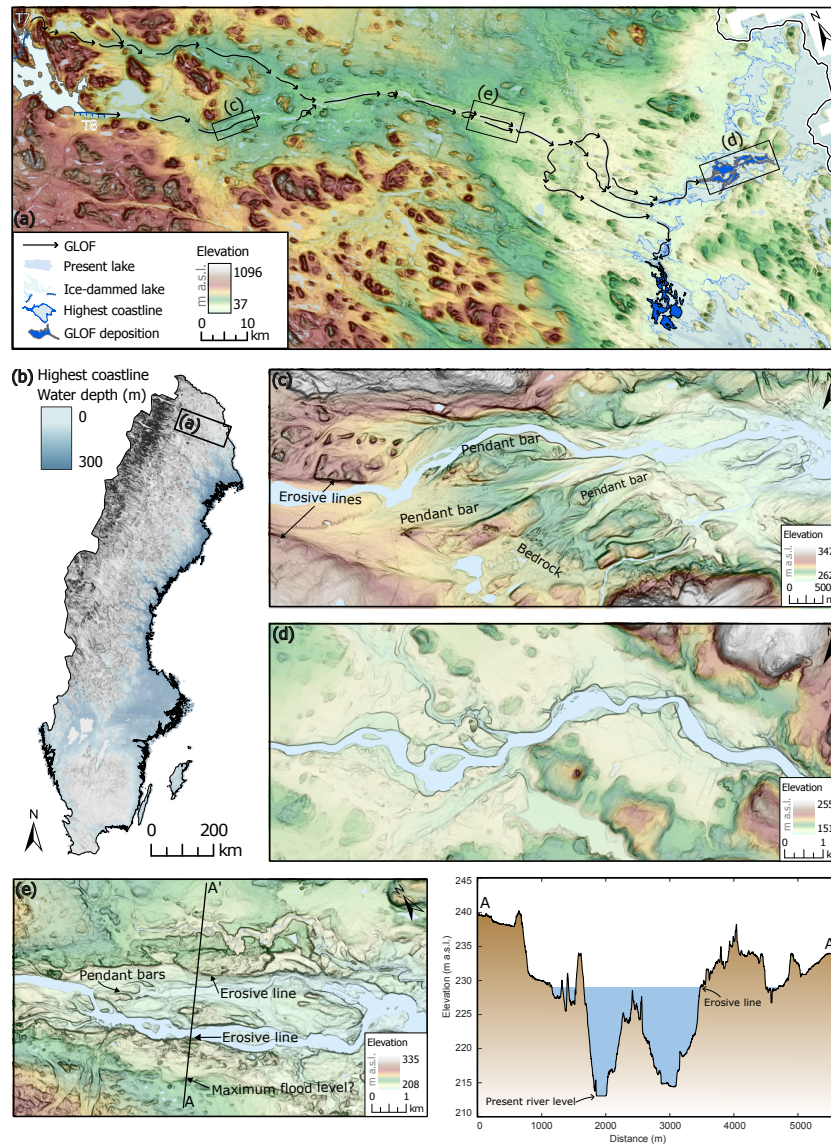 T7
T8
(c)
(e)
(d)
N
(a)
GLOF
Present lake
Ice-dammed lake
Highest coastline
GLOF deposition
Elevation
m a.s.l.
1096
37
0 10
km
(b) Highest coastline
Water depth (m)
0
300
(a)
N
0 200
km
(c)
Pendant bar
Pendant bar
Erosive lines
Pendant bar
Bedrock
Elevation
m a.s.l.
347
262
0 500
m
(d)
Elevation
m a.s.l.
255
151
0 1
k
(e)
A'
N
Pendant bars
Erosive line
Erosive line
Maximum flood level?
A
Elevation
m a.s.l.
335
208
0 1
km
245
240
235
230
225
220
215
210
Elevation (m a.s.l.)
A
A
Erosive line
Present river level
0 1000 2000 3000 4000 5000
Distance (m)